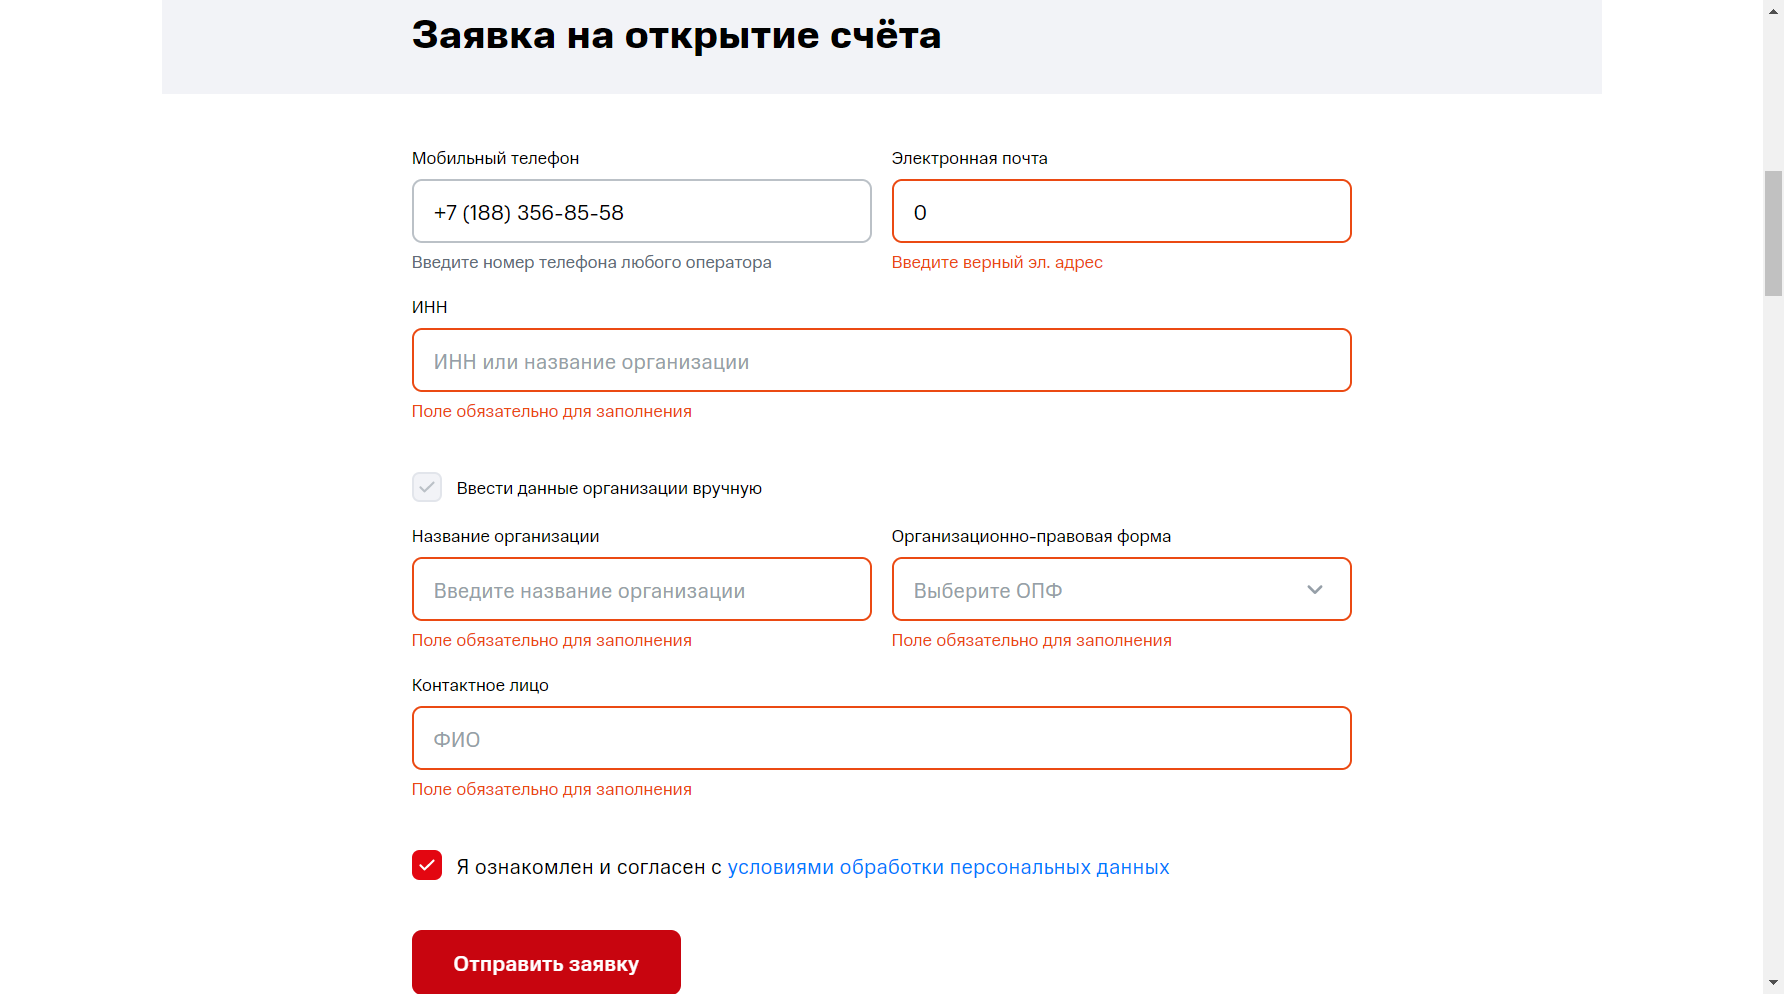 Заявка на открытие счёта
Мобильный телефон
Электронная почта
+7 (188) 356-85-58
0
Введите номер телефона любого оператора
Введите верный эл. адрес
ИНН
ИНН или название организации
Поле обязательно для заполнения
Ввести данные организации вручную
Название организации
Организационно-правовая форма
Введите название организации
Выберите ОПФ
Поле обязательно для заполнения
Поле обязательно для заполнения
Контактное лицо
ФИО
Поле обязательно для заполнения
Я ознакомлен и согласен с условиями обработки персональных данных
Отправить заявку